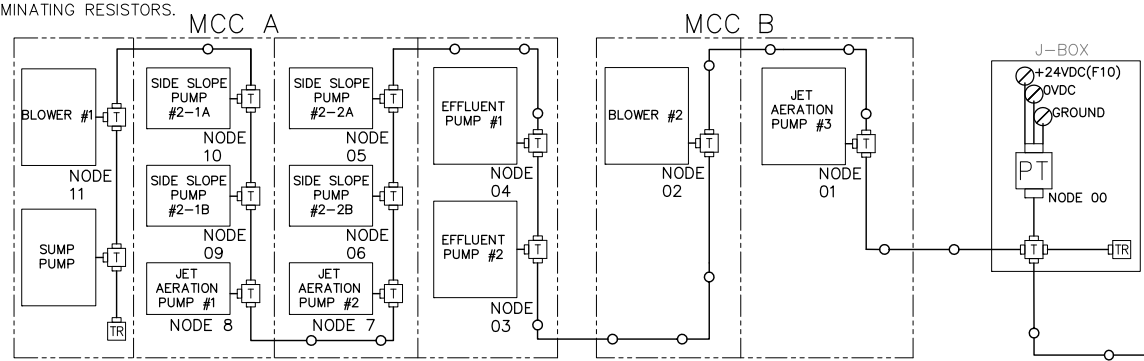 MINATING RESISTORS.
MCC A
MCC B
BLOWER #1
T
NODE
11
SUMP
PUMP
T
TR
SIDE SLOPE
PUMP
#2-1A
T
NODE
10
SIDE SLOPE
PUMP
#2-1B
T
NODE
09
JET
AERATION
PUMP #1
T
NODE 8
SIDE SLOPE
PUMP
#2-2A
T
NODE
05
SIDE SLOPE
PUMP
#2-2B
T
NODE
06
JET
AERATION
PUMP #2
T
NODE 7
EFFLUENT
PUMP #1
T
NODE
04
EFFLUENT
PUMP #2
T
NODE
03
BLOWER #2
T
NODE
02
JET
AERATION
PUMP #3
T
NODE
01
J-BOX
+24VDC(F10)
0VDC
GROUND
PT
NODE 00
T
TR